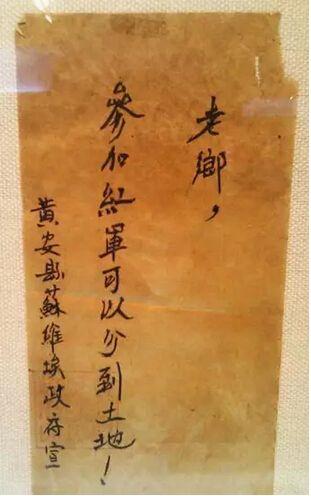 老鄉，
參加紅軍可以分到土地！
黃安縣蘇維埃政府宣